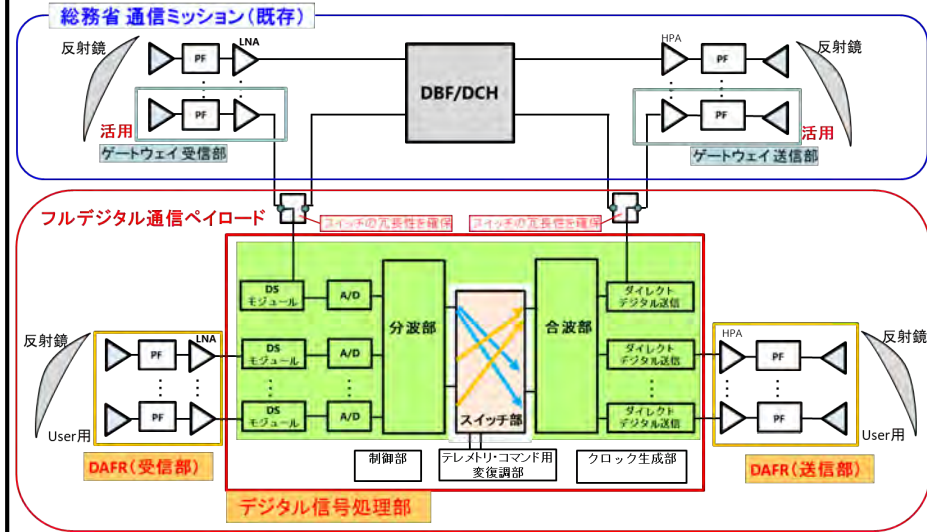 総務省 通信ミッション(既存)
反射鏡
PF
LNA
PF
活用
ゲートウェイ 受信部
DBF/DCH
HPA
PF
反射鏡
PF
活用
ゲートウェイ 送信部
フルデジタル通信ペイロード
スイッチの冗長性を確保
スイッチの冗長性を確保
DS
モジュール
A/D
DS
モジュール
A/D
DS
モジュール
A/D
分波部
スイッチ部
合波部
ダイレクト
デジタル送信
ダイレクト
デジタル送信
ダイレクト
デジタル送信
反射鏡
PF
LNA
PF
User用
DAFR(受信部)
HPA
PF
反射鏡
PF
User用
DAFR(送信部)
制御部
テレメトリ・コマンド用
変復調部
クロック生成部
デジタル信号処理部